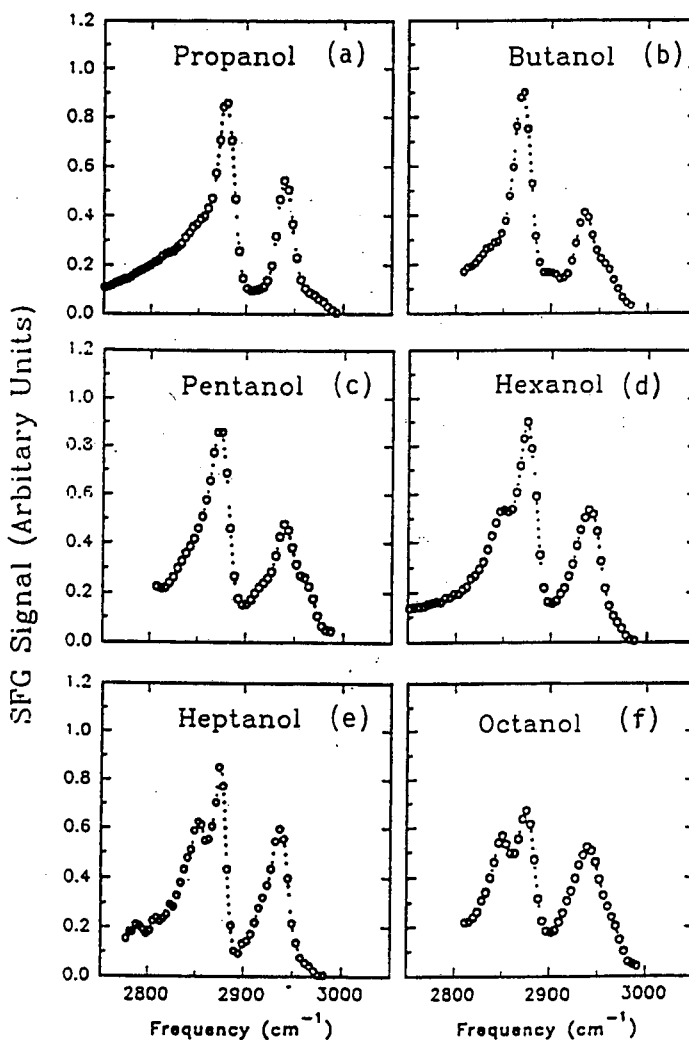 SFG Signal (Arbitary Units)
1.2
1.0
0.8
0.6
0.4
0.2
0.0
Propanol (a)
Butanol (b)
1.2
0.8
0.6
0.4
0.2
0.0
Pentanol (c)
Hexanol (d)
1.2
1.0
0.8
0.6
0.4
0.2
0.0
Heptanol (e)
Octanol (f)
2800 2900 3000
2800 2900 3000
Frequency (cm⁻¹)
Frequency (cm⁻¹)